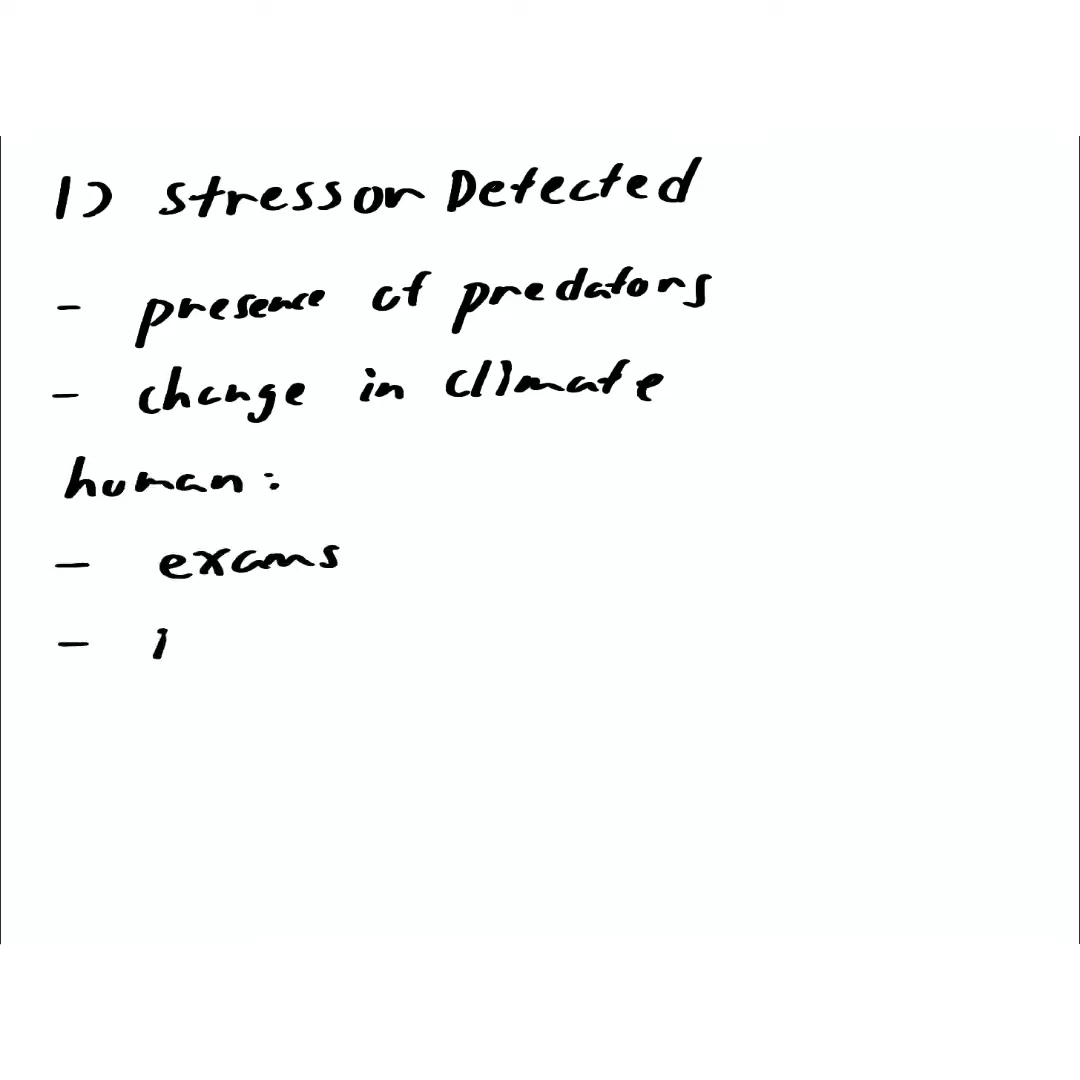 1) Stressor Detected
- presence of predators
- change in climate
human:
- exams
-